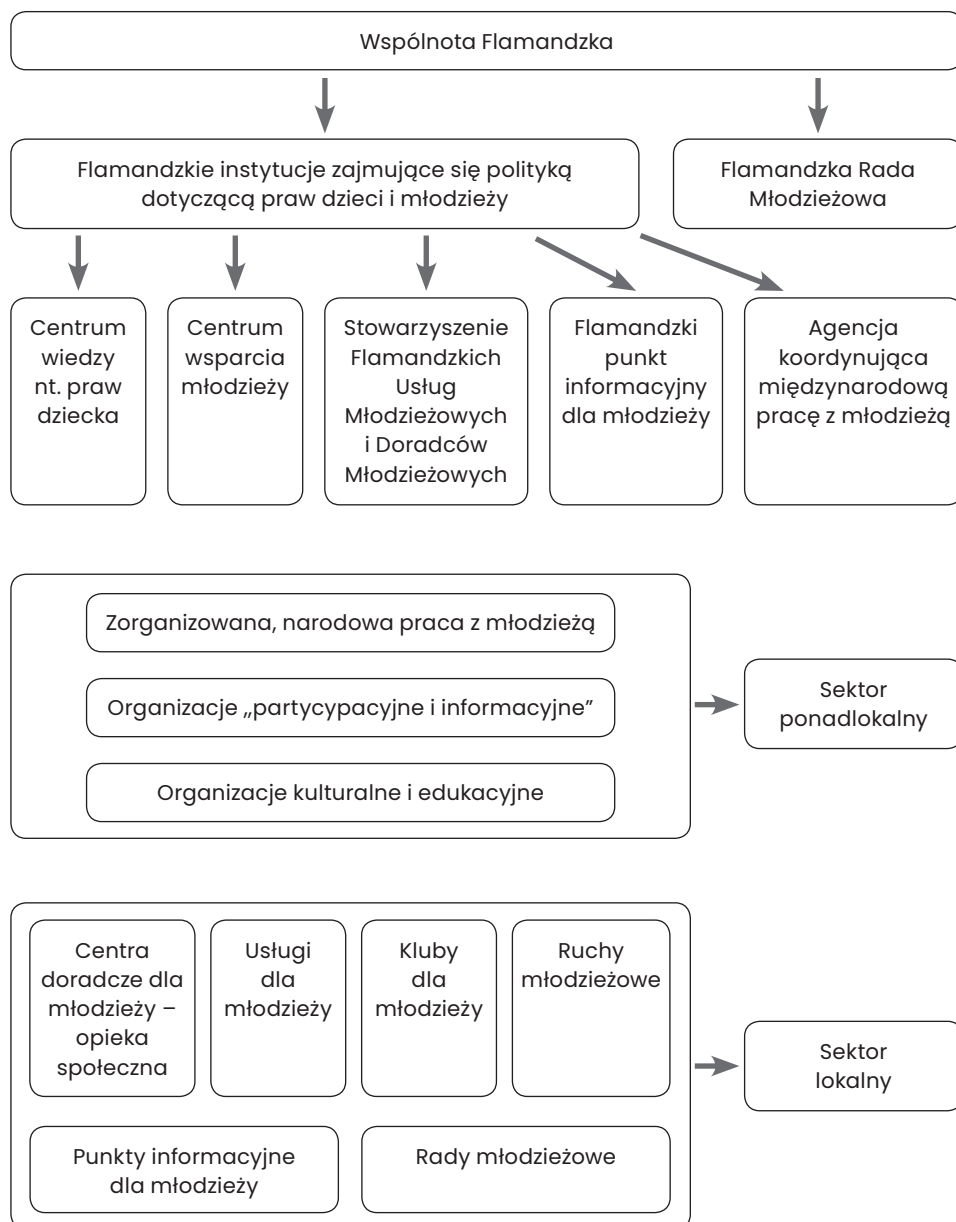 Wspólnota Flamandzka
Flamandzkie instytucje zajmujące się polityką
dotyczącą praw dzieci i młodzieży
Flamandzka Rada
Młodzieżowa
Centrum
wiedzy
nt. praw
dziecka
Centrum
wsparcia
młodzieży
Stowarzyszenie
Flamandzkich
Usług
Młodzieżowych
i Doradców
Młodzieżowych
Flamandzki
punkt
informacyjny
dla młodzieży
Agencja
koordynująca
międzynarodową
pracę z młodzieżą
Zorganizowana, narodowa praca z młodzieżą
Organizacje „partycypacyjne i informacyjne”
Organizacje kulturalne i edukacyjne
Sektor
ponadlokalny
Centra
doradcze dla
młodzieży –
opieka
społeczna
Usługi
dla
młodzieży
Kluby
dla
młodzieży
Ruchy
młodzieżowe
Punkty informacyjne
dla młodzieży
Rady młodzieżowe
Sektor
lokalny